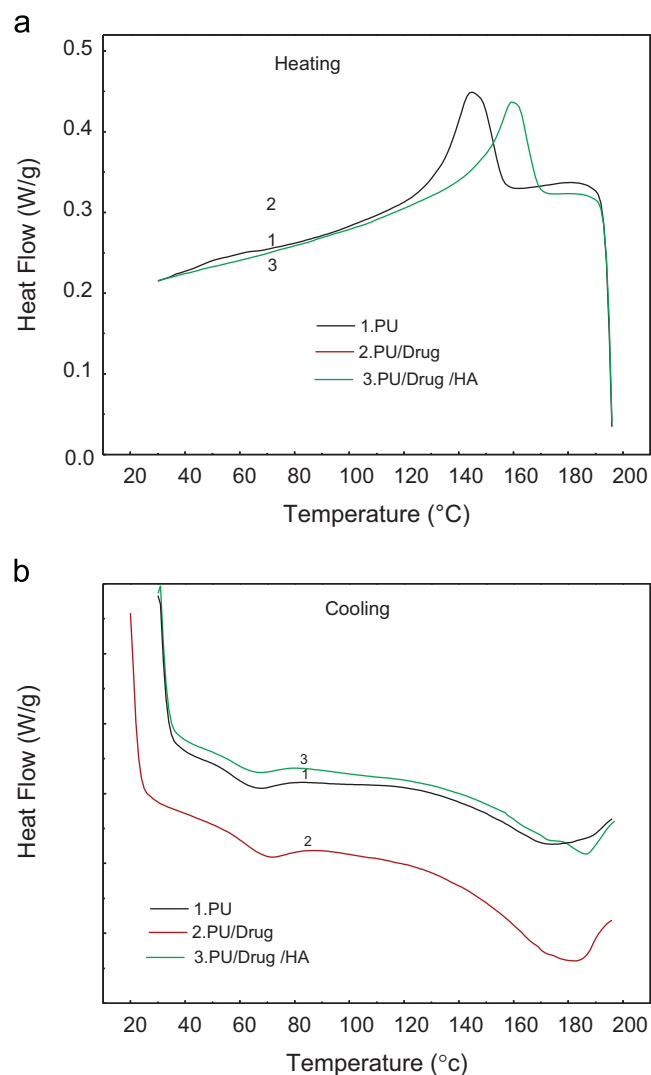 a
Heating
0.5
0.4
0.3
0.2
0.1
0.0
Heat Flow (W/g)
2
1
3
1.PU
2.PU/Drug
3.PU/Drug /HA
20 40 60 80 100 120 140 160 180 200
Temperature (°C)
b
Cooling
Heat Flow (W/g)
3
1
2
1.PU
2.PU/Drug
3.PU/Drug /HA
20 40 60 80 100 120 140 160 180 200
Temperature (°c)